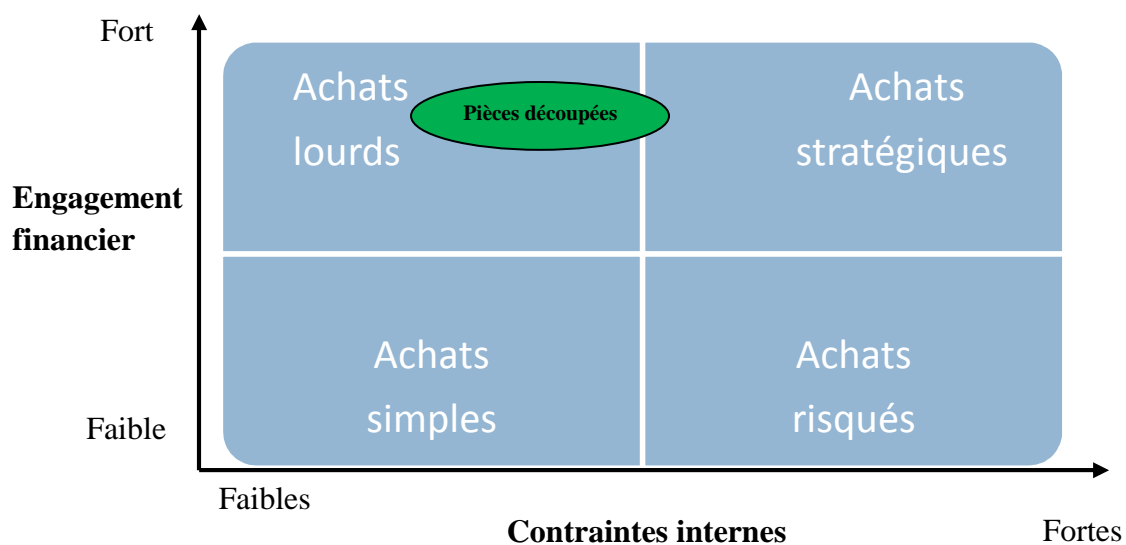 Fort
Achats
lourds
Pièces découpées
Achats
stratégiques
Engagement
financier
Achats
simples
Achats
risqués
Faible
Faibles
Contraintes internes
Fortes